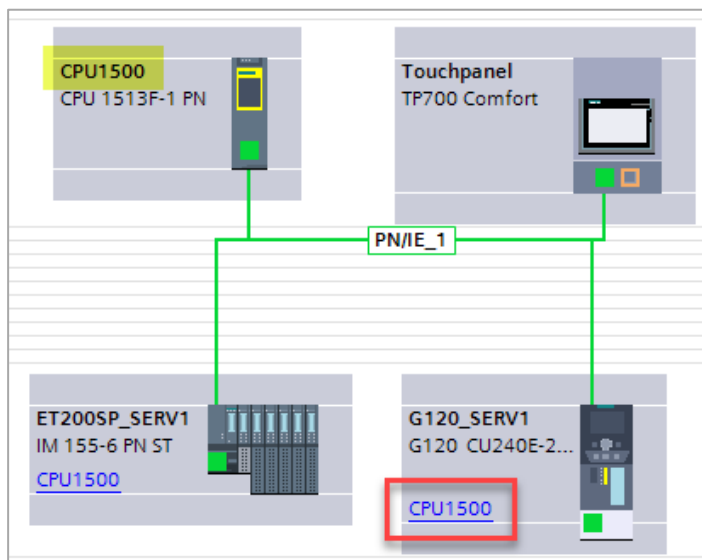 CPU1500
CPU 1513F-1 PN
Touchpanel
TP700 Comfort
PN/IE_1
ET200SP_SERV1
IM 155-6 PN ST
CPU1500
G120_SERV1
G120 CU240E-2...
CPU1500